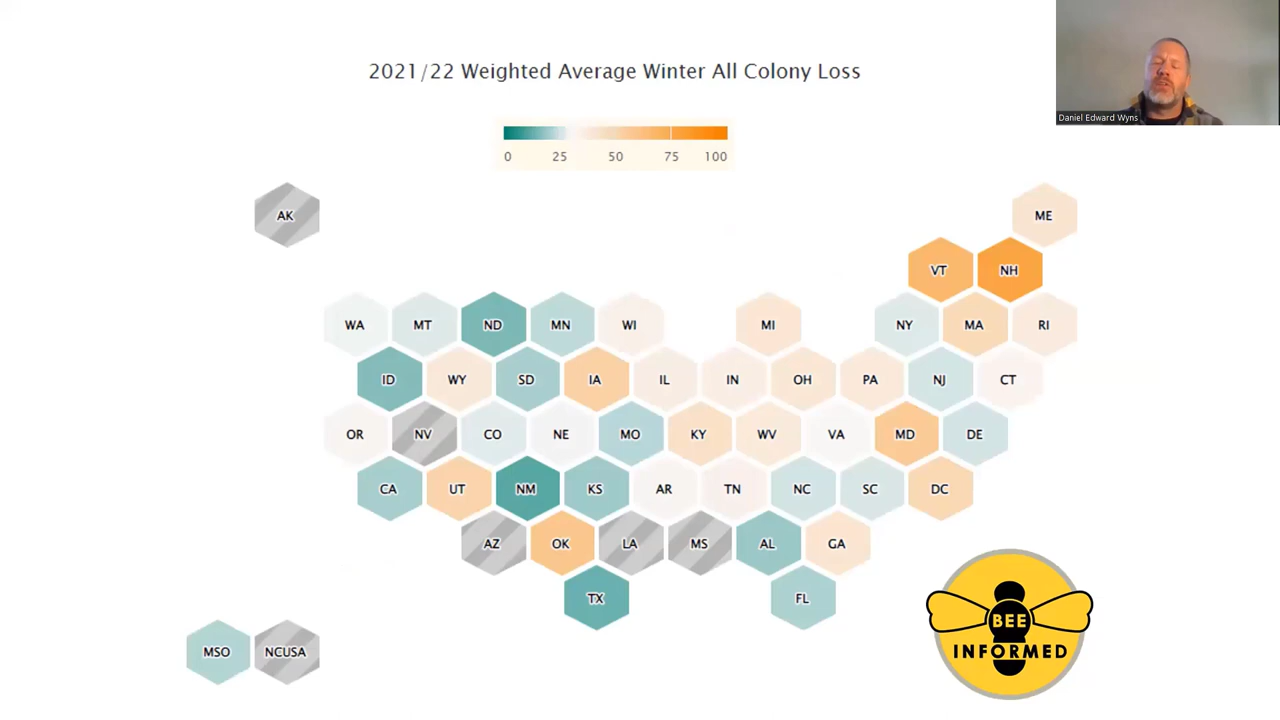 2021/22 Weighted Average Winter All Colony Loss
Daniel Edward Wyns
0 25 50 75 100
AK ME
VT NH
WA MT ND MN WI MI NY MA RI
ID WY SD IA IL IN OH PA NJ CT
OR NV CO NE MO KY WV VA MD DE
CA UT NM KS AR TN NC SC DC
AZ OK LA MS AL GA
TX FL
BEE
INFORMED
MSO NCUSA